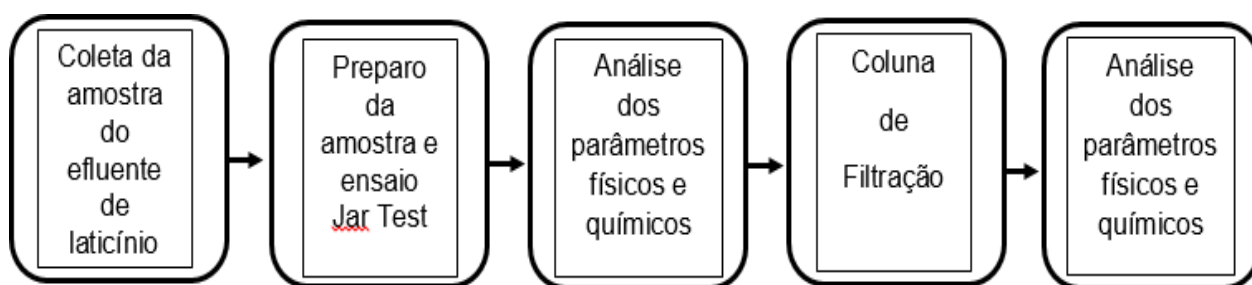 Coleta da
amostra
do
efluente
de
laticínio
Preparo
da
amostra e
ensaio
Jar Test
Análise
dos
parâmetros
físicos e
químicos
Coluna
de
Filtração
Análise
dos
parâmetros
físicos e
químicos